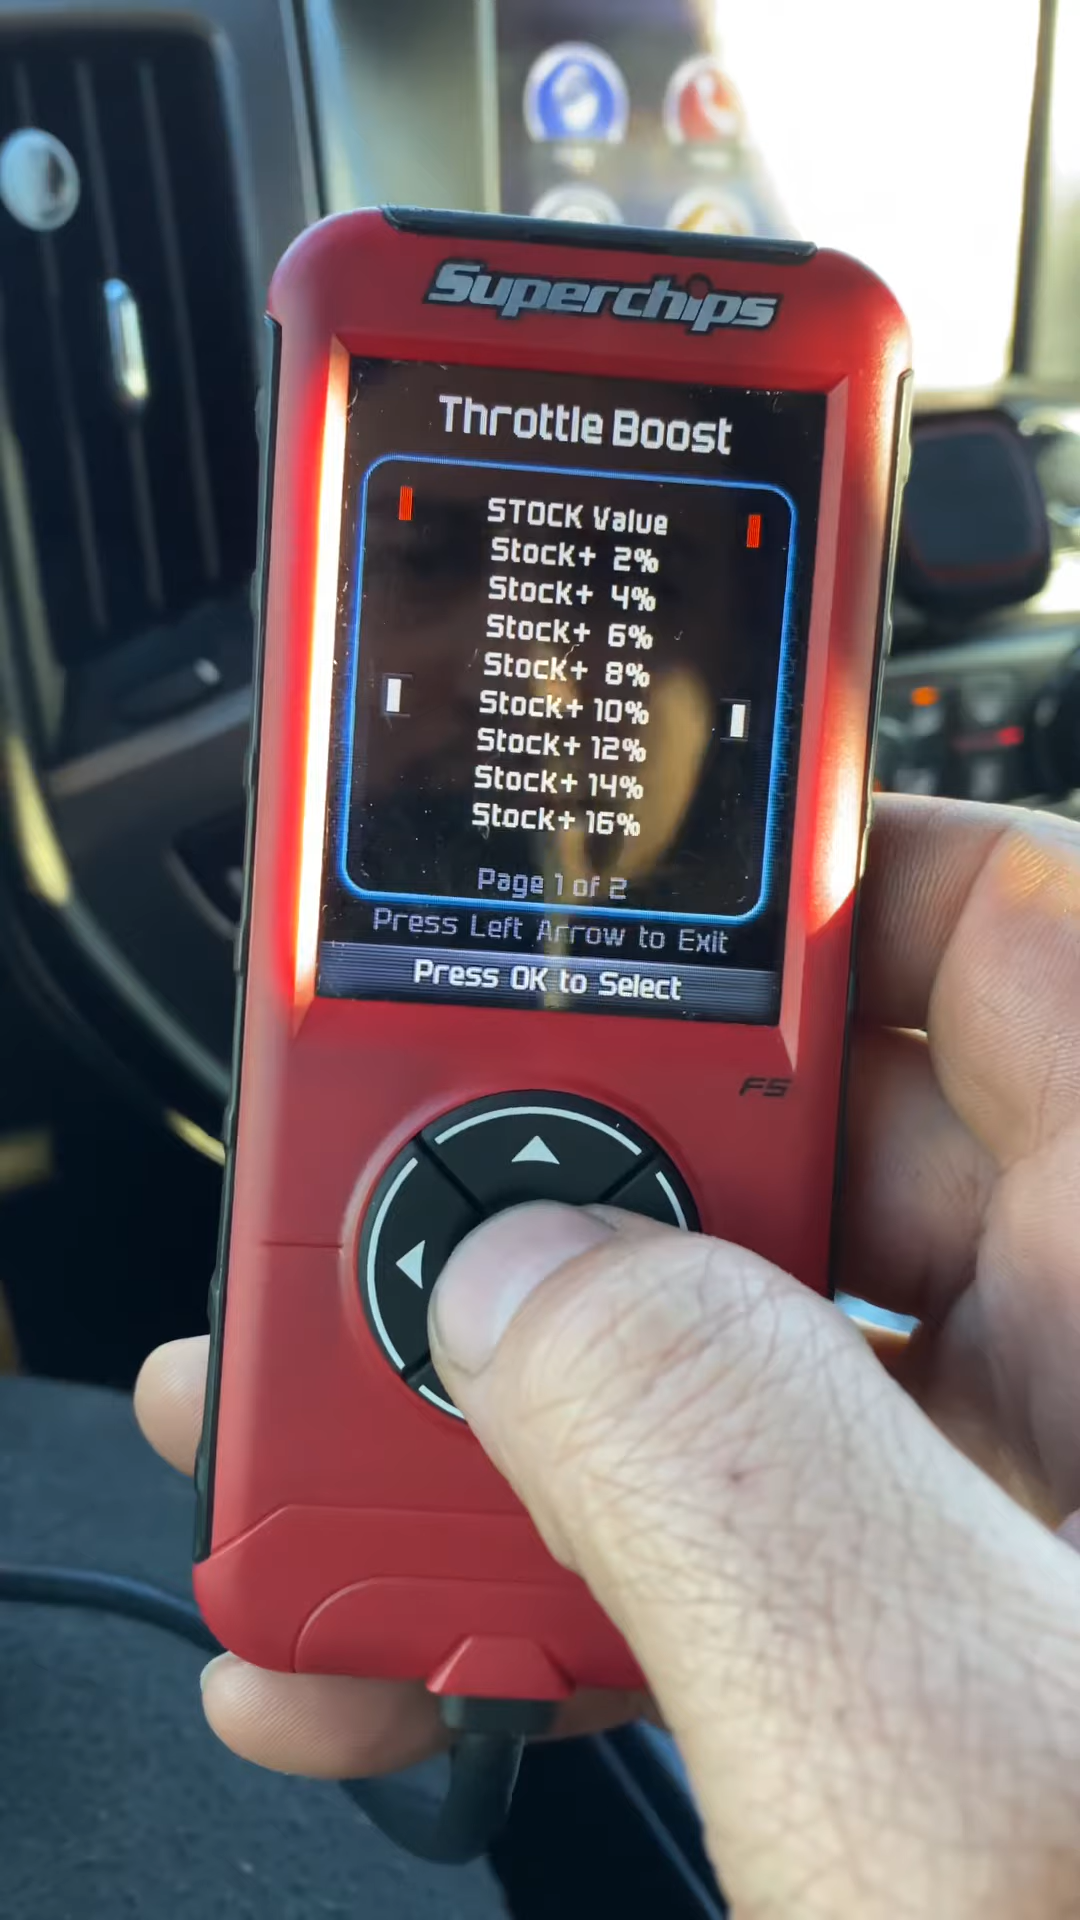 Superchips
Throttle Boost
STOCK Value
Stock+ 2%
Stock+ 4%
Stock+ 6%
Stock+ 8%
Stock+ 10%
Stock+ 12%
Stock+ 14%
Stock+ 16%
Page 1 of 2
Press Left Arrow to Exit
Press OK to Select
F5